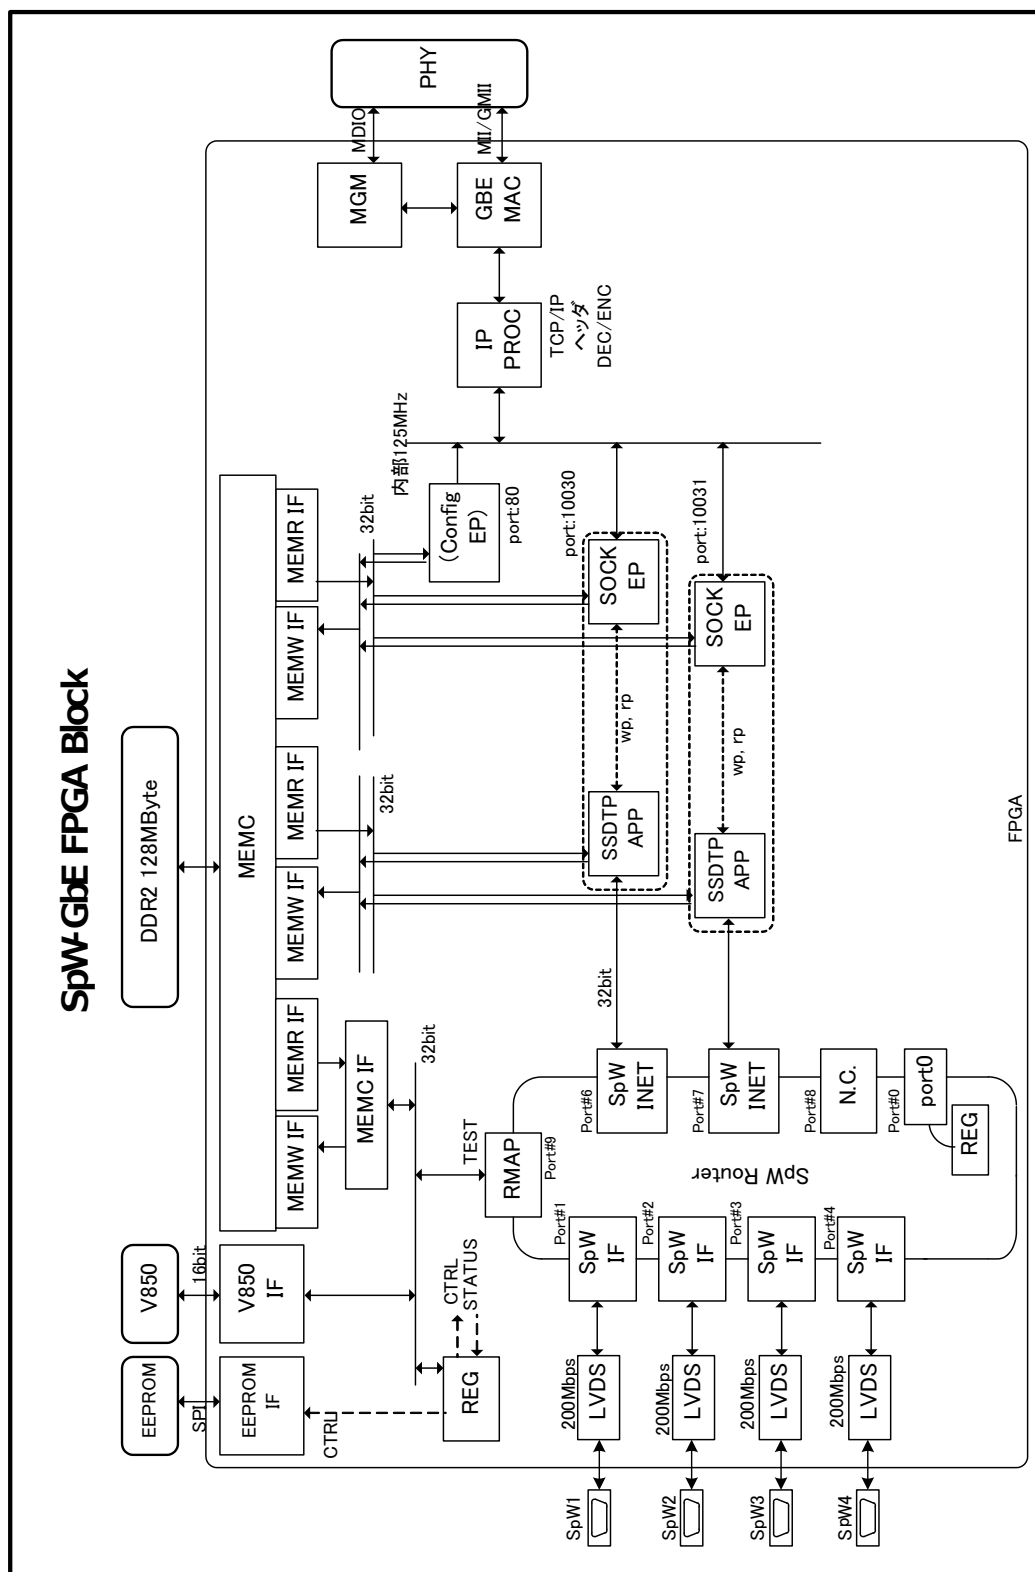 SpW-GbE FPGA Block
EEPROM
V850
DDR2 128MByte
SPI
16bit
EEPROM
IF
V850
IF
MEMC
MEMW IF
MEMR IF
MEMW IF
MEMR IF
MEMW IF
MEMR IF
MEMC IF
CTRL
32bit
32bit
32bit
内部125MHz
REG
CTRL
STATUS
TEST
(Config
EP)
port:80
MGM
MDIO
PHY
GBE
MAC
MII/GMII
IP
PROC
TCP/IP
ヘッダ
DEC/ENC
RMAP
Port#9
SpW1
200Mbps
LVDS
SpW
IF
Port#1
Port#6
SpW
INET
32bit
SSDTP
APP
wp, rp
SOCK
EP
port:10030
SpW2
200Mbps
LVDS
SpW
IF
Port#2
Port#7
SpW
INET
SSDTP
APP
wp, rp
SOCK
EP
port:10031
SpW Router
SpW3
200Mbps
LVDS
SpW
IF
Port#3
Port#8
N.C.
SpW4
200Mbps
LVDS
SpW
IF
Port#4
Port#0
port0
REG
FPGA